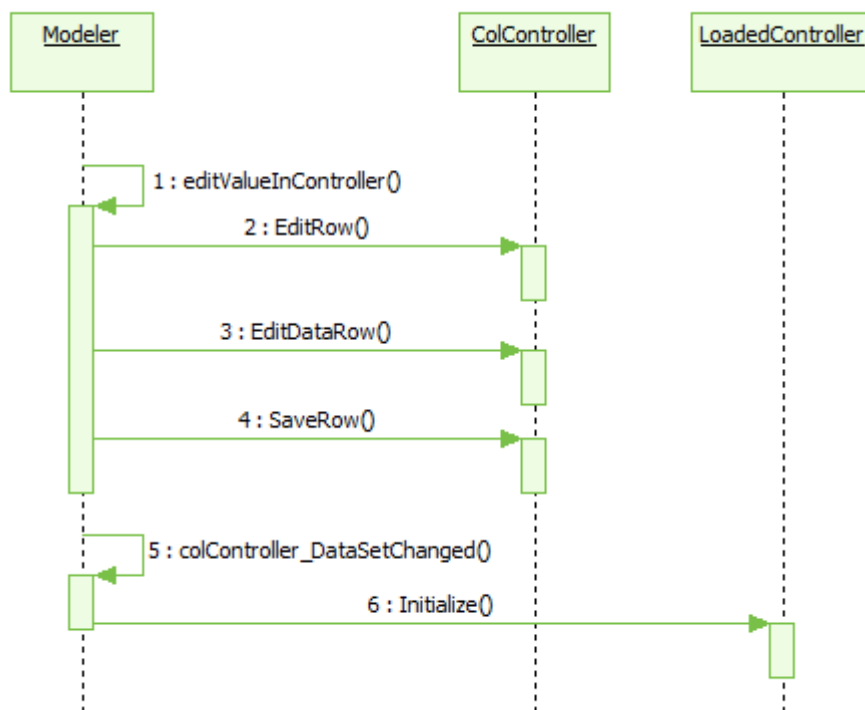 Modeler
ColController
LoadedController
1 : editValueInController()
2 : EditRow()
3 : EditDataRow()
4 : SaveRow()
5 : colController_DataSetChanged()
6 : Initialize()